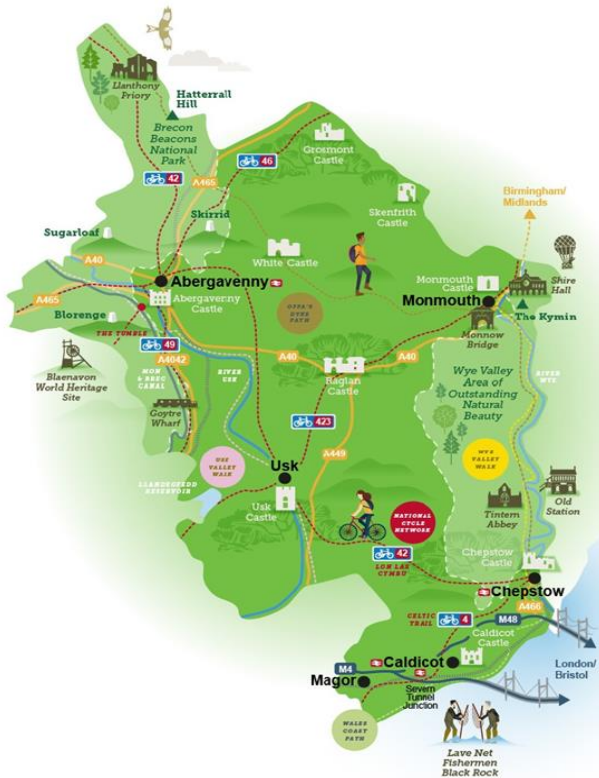 Llanthony
Priory
Hatterrall
Hill
Brecon
Beacons
National
Park
42
A465
46
Grosmont
Castle
Skenfrith
Castle
Birmingham/
Midlands
Sugarloaf
Skirrid
White Castle
A40
A465
Abergavenny
Abergavenny
Castle
Monmouth
Castle
Monmouth
Shire
Hall
The Kymin
Monnow
Bridge
OFFA'S
DYKE
PATH
Blorenge
THE TUMBLE
49
A4042
Blaenavon
World Heritage
Site
MON
& BREC
CANAL
RIVER
USK
A40
A40
Raglan
Castle
Wye Valley
Area of
Outstanding
Natural
Beauty
RIVER
WYE
Goytre
Wharf
423
A449
USK
VALLEY
WALK
WYE
VALLEY
WALK
LLANDEGFEDD
RESERVOIR
Usk
Usk
Castle
Old
Station
Tintern
Abbey
NATIONAL
CYCLE
NETWORK
42
LON LAS
CYMRU
Chepstow
Castle
Chepstow
A466
CELTIC
TRAIL
4
M48
Caldicot
Castle
Caldicot
M4
Magor
Severn
Tunnel
Junction
London/
Bristol
WALES
COAST
PATH
Lave Net
Fishermen
Black Rock